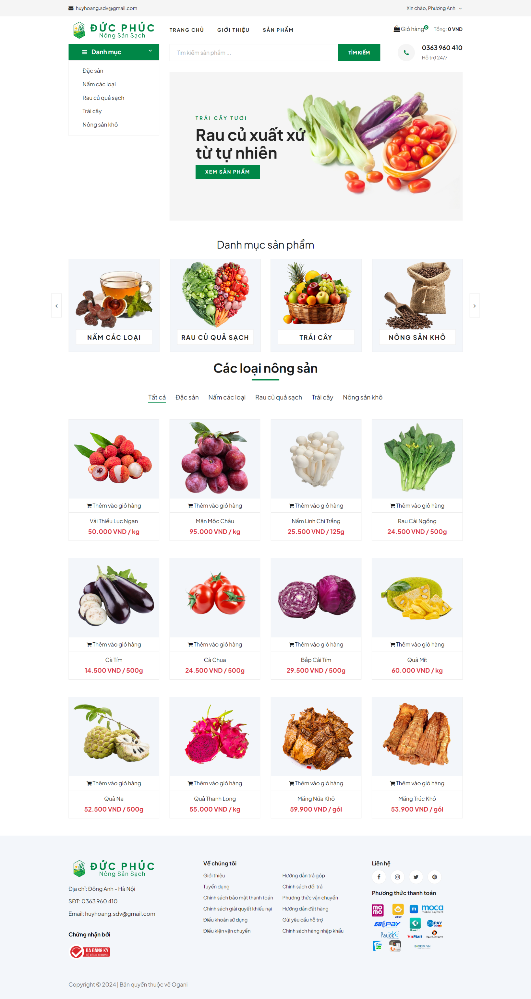 huyhoang.sdv@gmail.com
Xin chào, Phương Anh
ĐỨC PHÚC
Nông Sản Sạch
TRANG CHỦ GIỚI THIỆU SẢN PHẨM
Giỏ hàng 0 Tổng: 0 VND
Danh mục
Tìm kiếm sản phẩm ...
TÌM KIẾM
0363 960 410
Hỗ trợ 24/7
Đặc sản
Nấm các loại
Rau củ quả sạch
Trái cây
Nông sản khô
TRÁI CÂY TƯƠI
Rau củ xuất xứ
từ tự nhiên
XEM SẢN PHẨM
Danh mục sản phẩm
NẤM CÁC LOẠI
RAU CỦ QUẢ SẠCH
TRÁI CÂY
NÔNG SẢN KHÔ
Các loại nông sản
Tất cả Đặc sản Nấm các loại Rau củ quả sạch Trái cây Nông sản khô
Thêm vào giỏ hàng
Vải Thiều Lục Ngạn
50.000 VND / kg
Thêm vào giỏ hàng
Mận Mộc Châu
95.000 VND / kg
Thêm vào giỏ hàng
Nấm Linh Chi Trắng
25.500 VND / 125g
Thêm vào giỏ hàng
Rau Cải Ngồng
24.500 VND / 500g
Thêm vào giỏ hàng
Cà Tím
14.500 VND / 500g
Thêm vào giỏ hàng
Cà Chua
24.500 VND / 500g
Thêm vào giỏ hàng
Bắp Cải Tím
29.500 VND / 500g
Thêm vào giỏ hàng
Quả Mít
60.000 VND / kg
Thêm vào giỏ hàng
Quả Na
52.500 VND / 500g
Thêm vào giỏ hàng
Quả Thanh Long
55.000 VND / kg
Thêm vào giỏ hàng
Măng Nứa Khô
59.900 VND / gói
Thêm vào giỏ hàng
Măng Trúc Khô
53.900 VND / gói
ĐỨC PHÚC
Nông Sản Sạch
Địa chỉ: Đông Anh - Hà Nội
SĐT: 0363 960 410
Email: huyhoang.sdv@gmail.com
Chứng nhận bởi
ĐÃ ĐĂNG KÝ
BỘ CÔNG THƯƠNG
Về chúng tôi
Giới thiệu
Tuyển dụng
Chính sách bảo mật thanh toán
Chính sách giải quyết khiếu nại
Điều khoản sử dụng
Điều kiện vận chuyển
Hướng dẫn trả góp
Chính sách đổi trả
Phương thức vận chuyển
Hướng dẫn đặt hàng
Gửi yêu cầu hỗ trợ
Chính sách hàng nhập khẩu
Liên hệ
Phương thức thanh toán
momo
ViViệt
m moca
mobile payment
VTC PAY
BankPlus
OnePAY
VISA
Payoo
VnMart
NganLuong.vn
Zalo
Pay
BAOKIM.VN
Copyright © 2024 | Bản quyền thuộc về Ogani